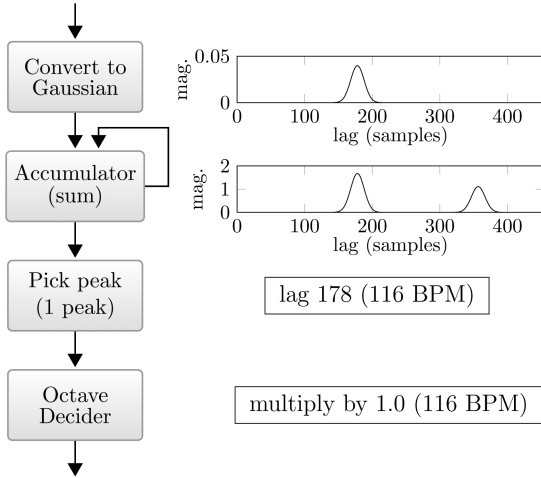 Convert to
Gaussian
mag.
0.05
0
0 100 200 300 400
lag (samples)
Accumulator
(sum)
mag.
2
1
0
0 100 200 300 400
lag (samples)
Pick peak
(1 peak)
lag 178 (116 BPM)
Octave
Decider
multiply by 1.0 (116 BPM)